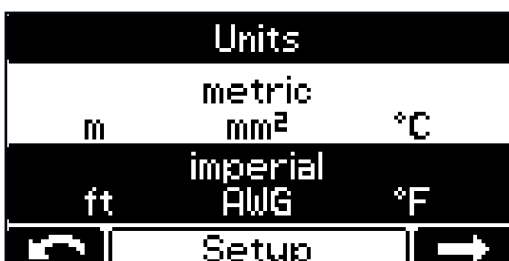 Units
metric
m mm² °C
imperial
ft AWG °F
Setup